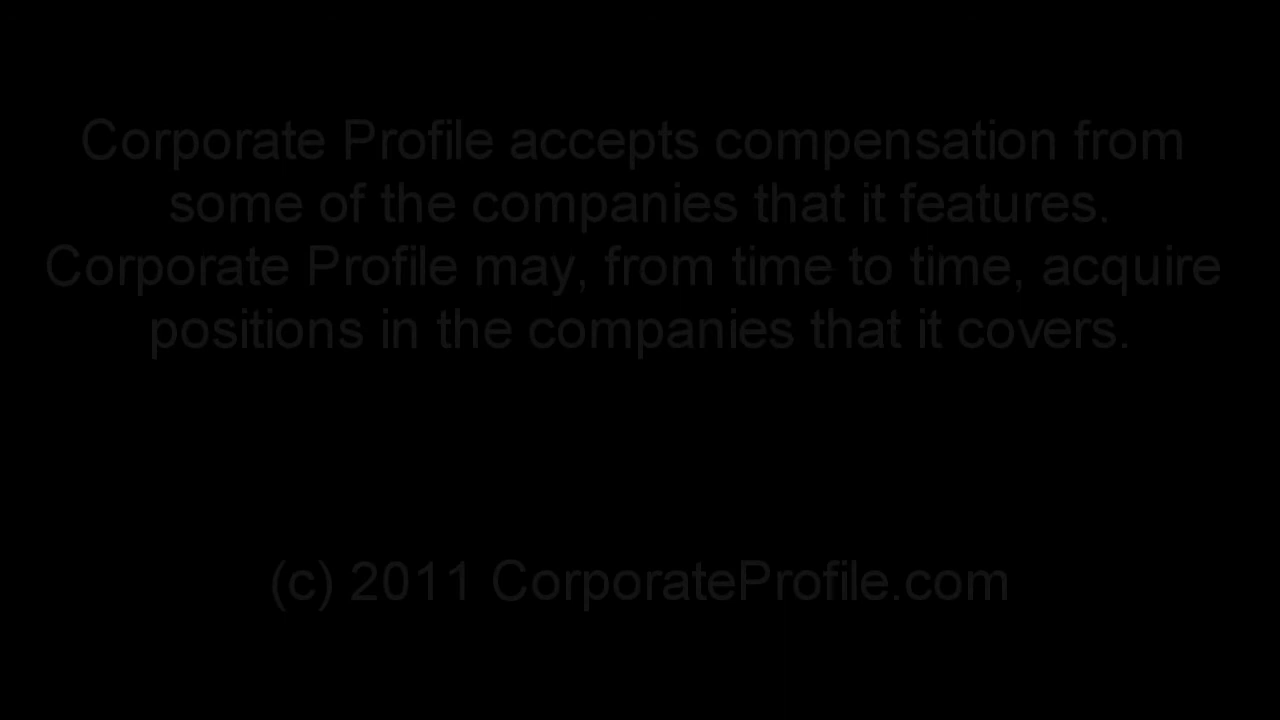 Corporate Profile accepts compensation from
some of the companies that it features.
Corporate Profile may, from time to time, acquire
positions in the companies that it covers.
(c) 2011 CorporateProfile.com